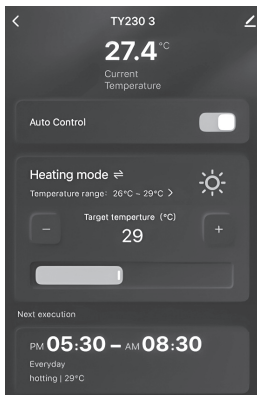 TY230 3
27.4°C
Current
Temperature
Auto Control
Heating mode ⇌
Temperature range: 26°C ~ 29°C >
Target temperture (°C)
− 29 +
Next execution
PM 05:30 – AM 08:30
Everyday
hotting | 29°C